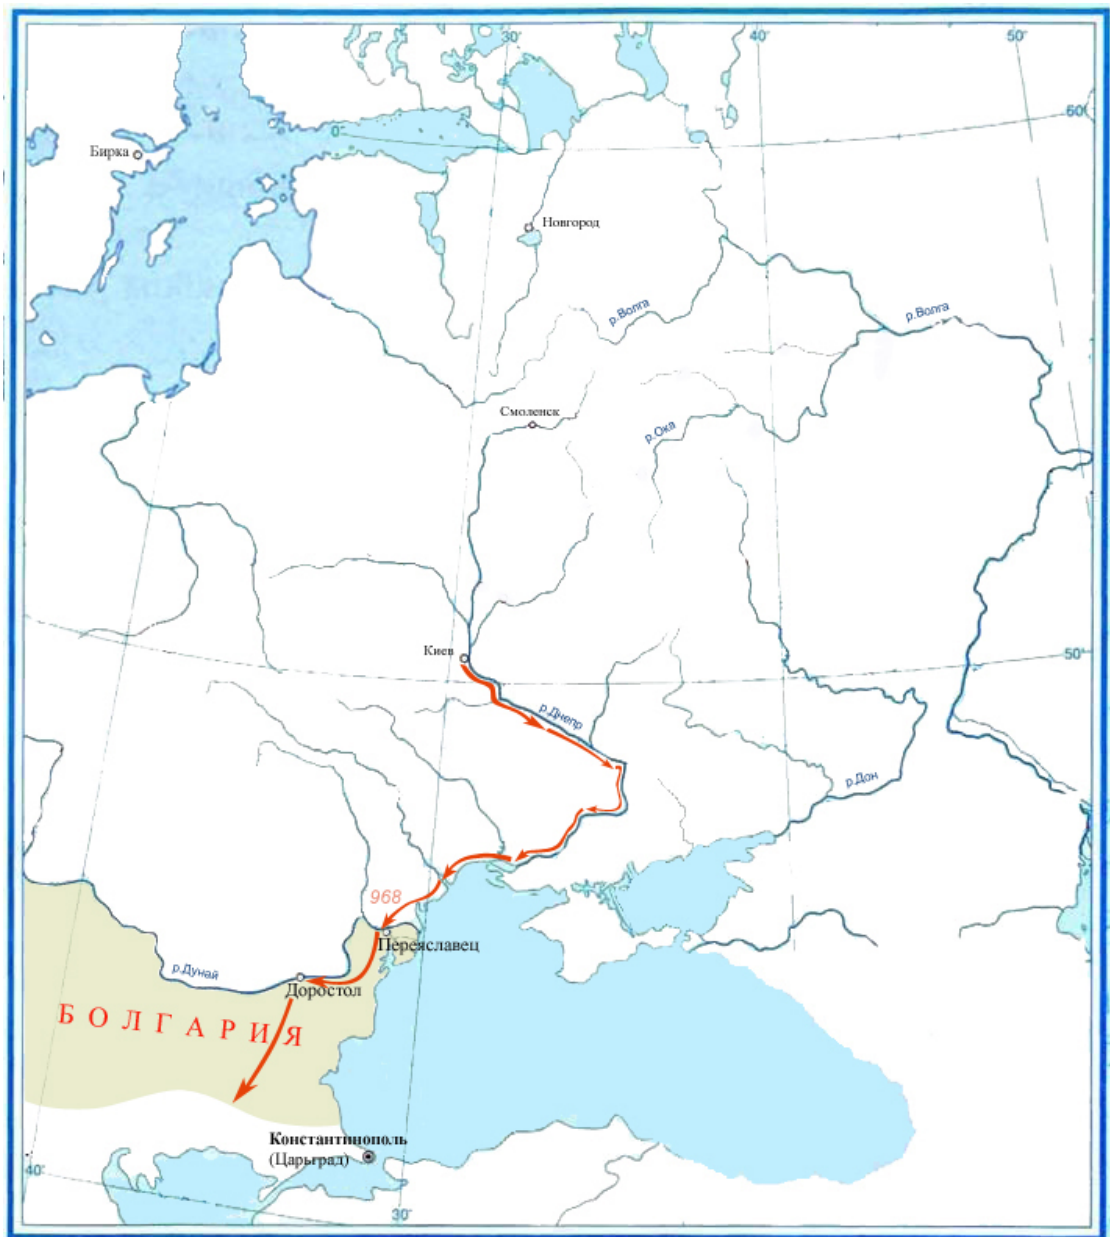 30°
40°
50°
60°
0°
Бирка
Новгород
р.Волга
р.Волга
Смоленск
р.Ока
Киев
50°
р.Днепр
р.Дон
968
Переяславец
р.Дунай
Доростол
БОЛГАРИЯ
Константинополь
(Царьград)
40°
30°